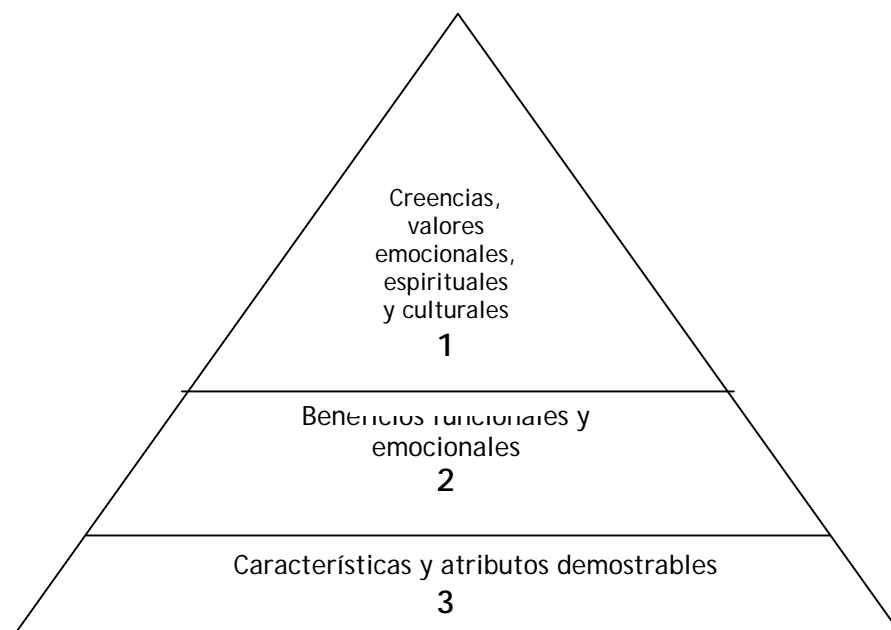 Creencias,
valores
emocionales,
espirituales
y culturales
1
Beneficios funcionales y
emocionales
2
Características y atributos demostrables
3